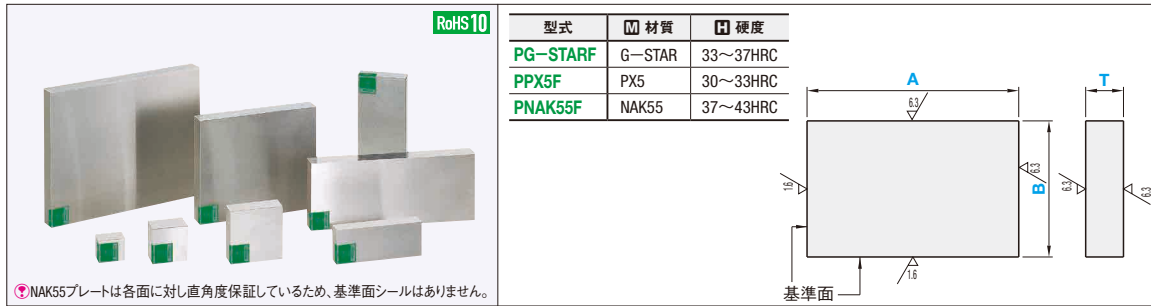 RoHS10
NAK55プレートは各面に対し直角度保証しているため、基準面シールはありません。
型式 M 材質 H 硬度
PG－STARF G－STAR 33～37HRC
PPX5F PX5 30～33HRC
PNAK55F NAK55 37～43HRC
A T
6.3
1.6 6.3 B 6.3 6.3
1.6
基準面